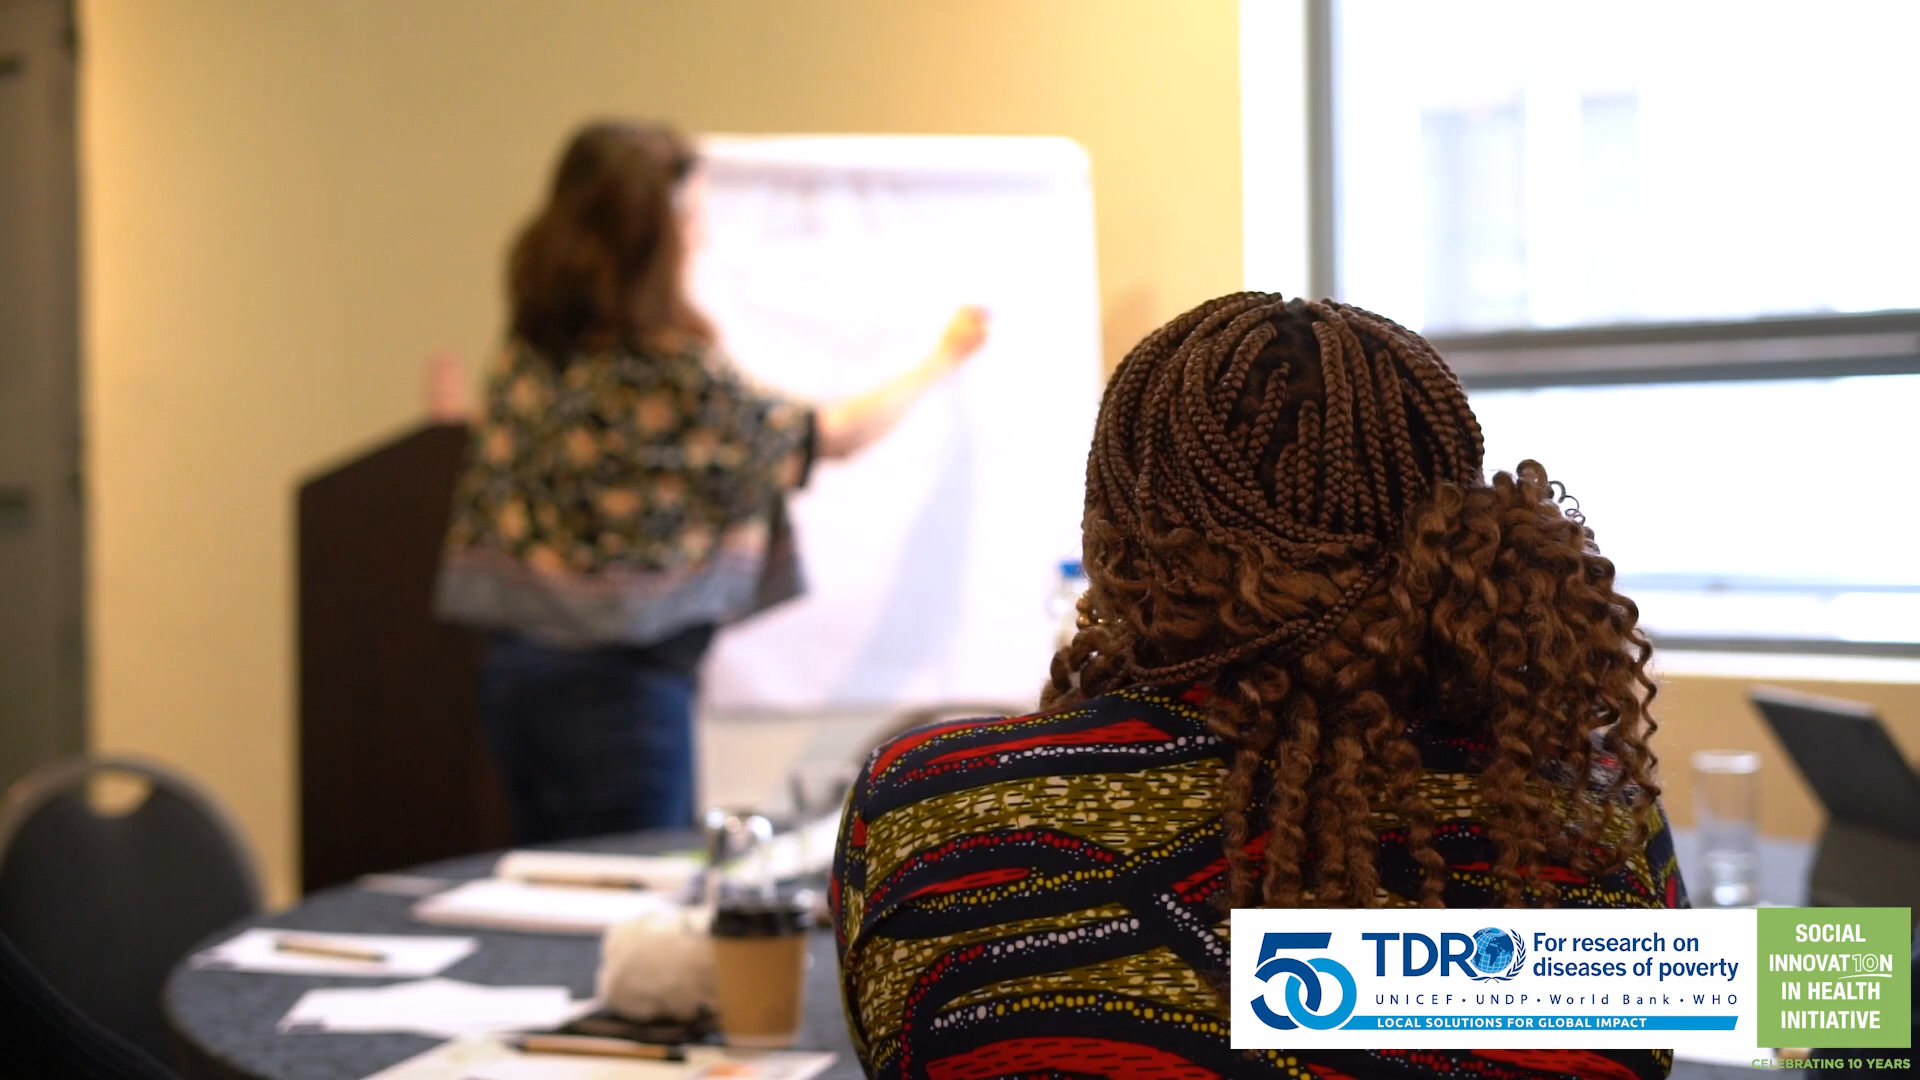 50 TDR For research on
diseases of poverty
UNICEF • UNDP • World Bank • WHO
LOCAL SOLUTIONS FOR GLOBAL IMPACT
SOCIAL
INNOVAT10N
IN HEALTH
INITIATIVE
CELEBRATING 10 YEARS